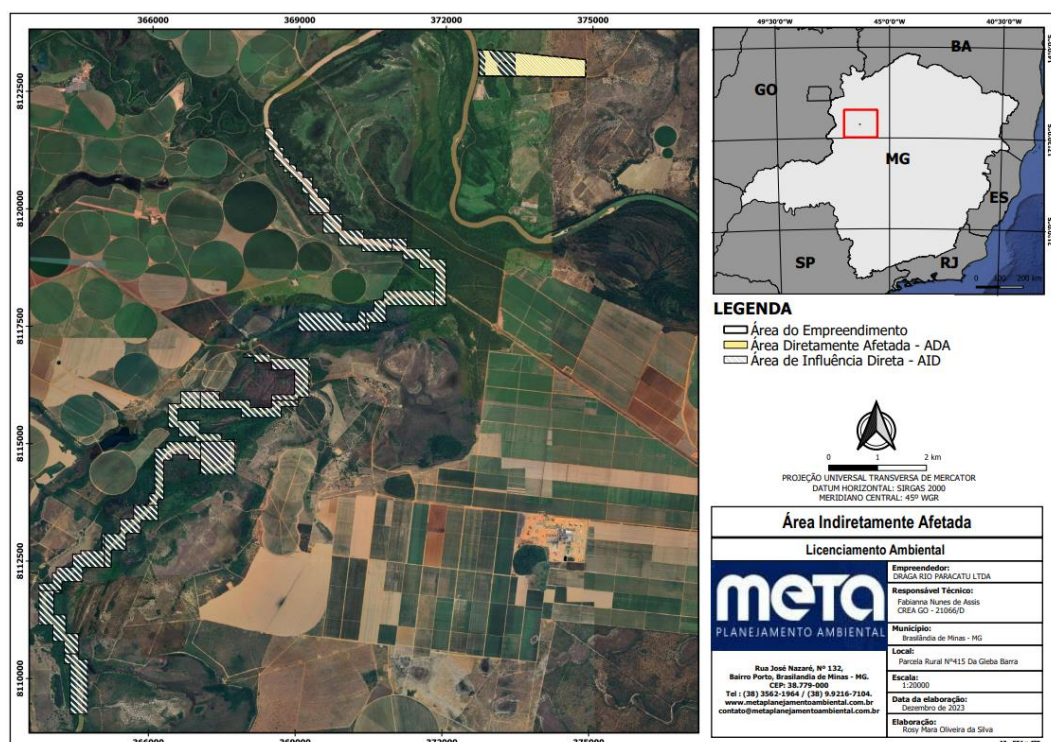 366000 369000 372000 375000
8122500
8120000
8117500
8115000
8112500
8110000
366000 369000 372000 375000
49°30'0"W 45°0'0"W 40°30'0"W
BA
GO
MG
ES
SP
RJ
0 100 200 km
LEGENDA
Área do Empreendimento
Área Diretamente Afetada - ADA
Área de Influência Direta - AID
0 1 2 km
PROJEÇÃO UNIVERSAL TRANSVERSA DE MERCATOR
DATUM HORIZONTAL: SIRGAS 2000
MERIDIANO CENTRAL: 45º WGR
Área Indiretamente Afetada
Licenciamento Ambiental
meta
PLANEJAMENTO AMBIENTAL
Rua José Nazaré, Nº 132,
Bairro Porto, Brasilandia de Minas - MG.
CEP: 38.779-000
Tel : (38) 3562-1964 / (38) 9.9216-7104.
www.metaplanejamentoambiental.com.br
contato@metaplanejamentoambiental.com.br
Empreendedor:
DRAGA RIO PARACATU LTDA
Responsável Técnico:
Fabianna Nunes de Assis
CREA GO - 21066/D
Município:
Brasilândia de Minas - MG
Local:
Parcela Rural Nº415 Da Gleba Barra
Escala:
1:20000
Data da elaboração:
Dezembro de 2023
Elaboração:
Rosy Mara Oliveira da Silva